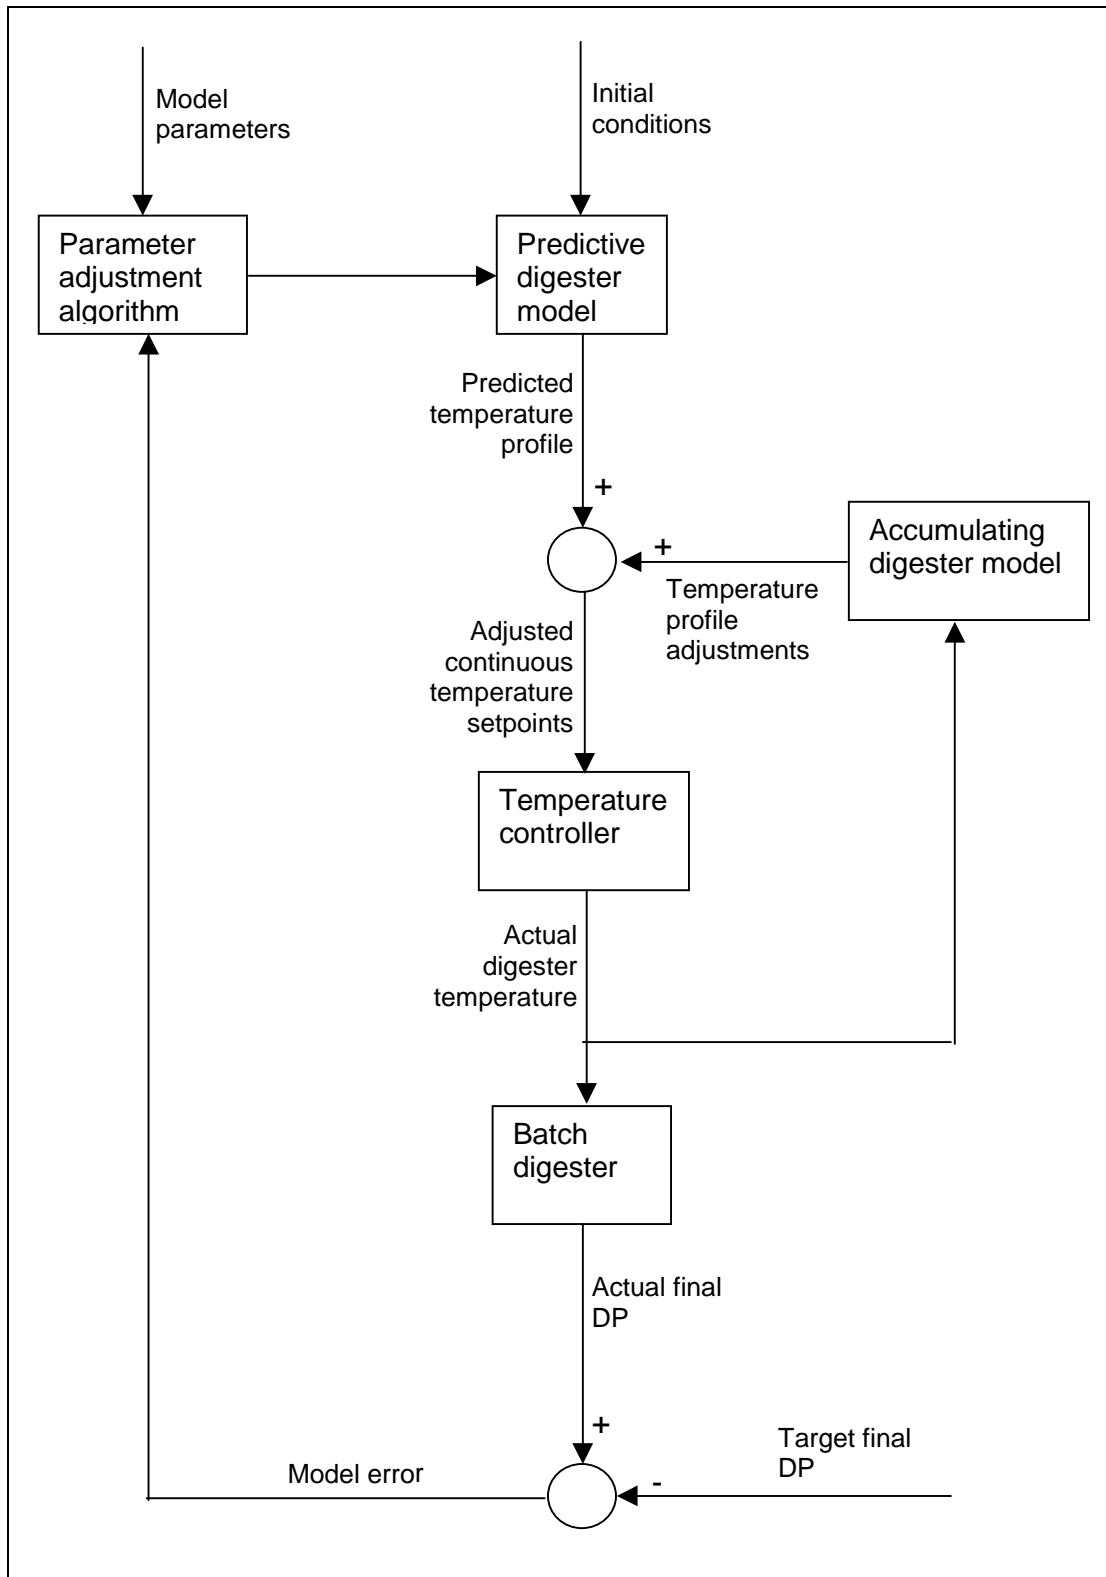 Model
parameters
Initial
conditions
Parameter
adjustment
algorithm
Predictive
digester
model
Predicted
temperature
profile
+
Accumulating
digester model
+
Temperature
profile
adjustments
Adjusted
continuous
temperature
setpoints
Temperature
controller
Actual
digester
temperature
Batch
digester
Actual final
DP
+
Target final
DP
-
Model error